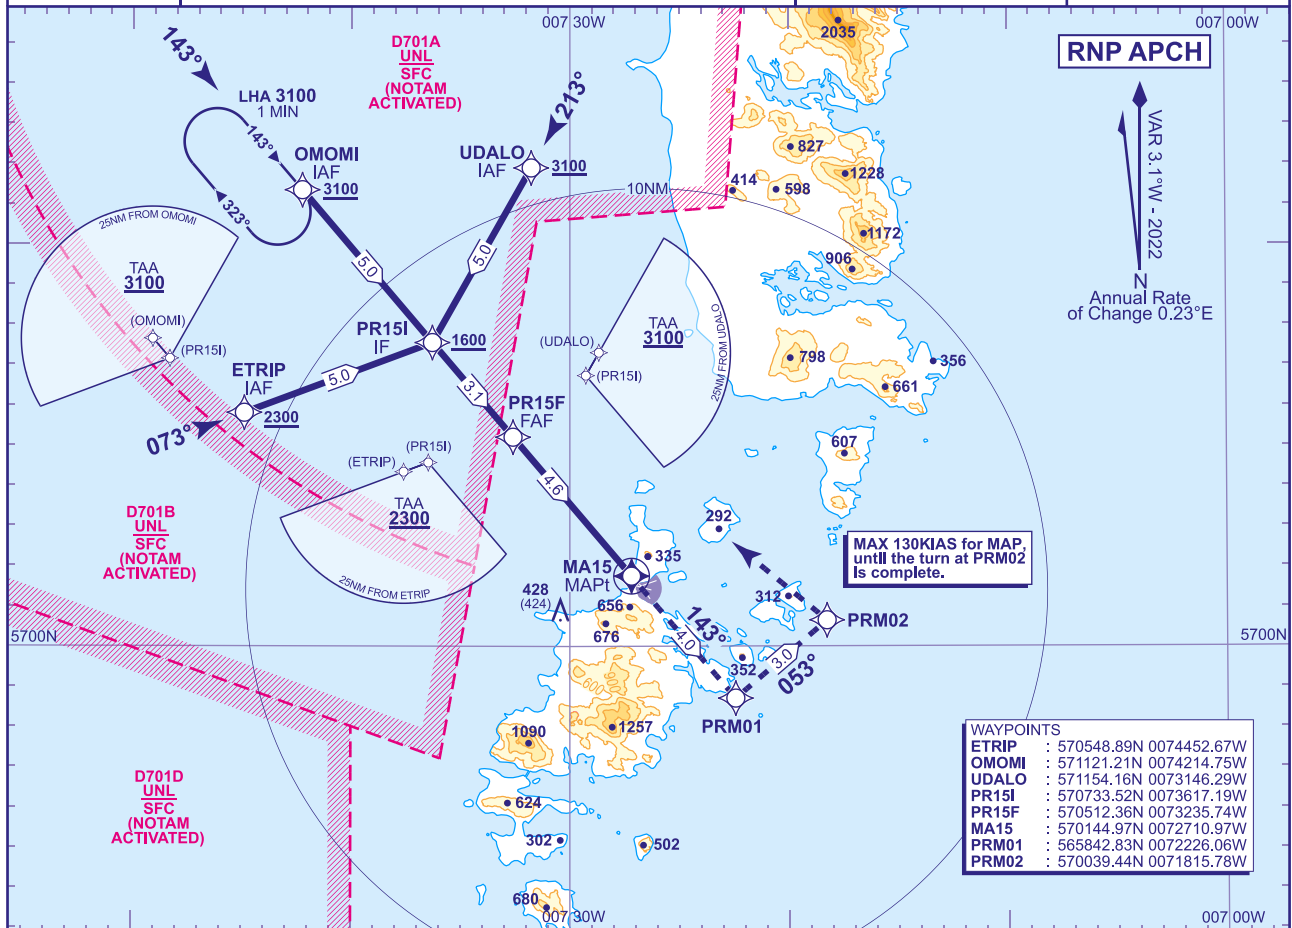 007 30W
007 00W
2035
RNP APCH
VAR 3.1°W - 2022
N
Annual Rate
of Change 0.23°E
D701A
UNL
SFC
(NOTAM
ACTIVATED)
143°
LHA 3100
1 MIN
143°
323°
OMOMI
IAF
3100
213°
UDALO
IAF
3100
10NM
827
1228
414
598
1172
906
25NM FROM OMOMI
TAA
3100
(OMOMI)
(PR15I)
5.0
5.0
PR15I
IF
1600
(UDALO)
(PR15I)
TAA
3100
25NM FROM UDALO
798
356
661
ETRIP
IAF
2300
073°
5.0
3.1
PR15F
FAF
607
(PR15I)
(ETRIP)
TAA
2300
25NM FROM ETRIP
4.6
D701B
UNL
SFC
(NOTAM
ACTIVATED)
292
335
MAX 130KIAS for MAP,
until the turn at PRM02
is complete.
MA15
MAPt
428
(424)
656
676
312
PRM02
143°
4.0
352
3.0
053°
PRM01
5700N
5700N
1257
1090
D701D
UNL
SFC
(NOTAM
ACTIVATED)
624
302
502
680
WAYPOINTS
ETRIP : 570548.89N 0074452.67W
OMOMI : 571121.21N 0074214.75W
UDALO : 571154.16N 0073146.29W
PR15I : 570733.52N 0073617.19W
PR15F : 570512.36N 0073235.74W
MA15 : 570144.97N 0072710.97W
PRM01 : 565842.83N 0072226.06W
PRM02 : 570039.44N 0071815.78W
007 30W
007 00W